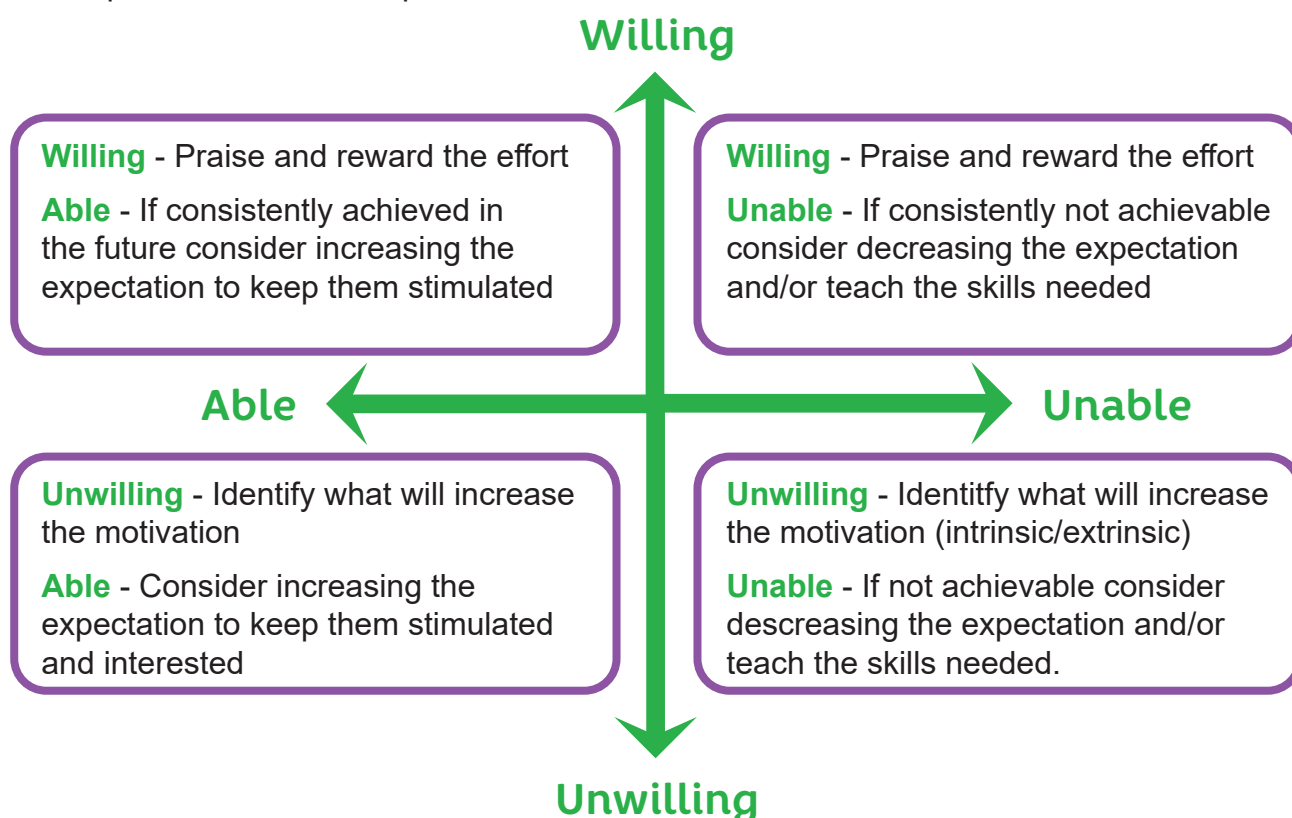 Willing
Willing - Praise and reward the effort
Able - If consistently achieved in
the future consider increasing the
expectation to keep them stimulated
Willing - Praise and reward the effort
Unable - If consistently not achievable
consider decreasing the expectation
and/or teach the skills needed
Able
Unable
Unwilling - Identify what will increase
the motivation
Able - Consider increasing the
expectation to keep them stimulated
and interested
Unwilling - Identitfy what will increase
the motivation (intrinsic/extrinsic)
Unable - If not achievable consider
descreasing the expectation and/or
teach the skills needed.
Unwilling